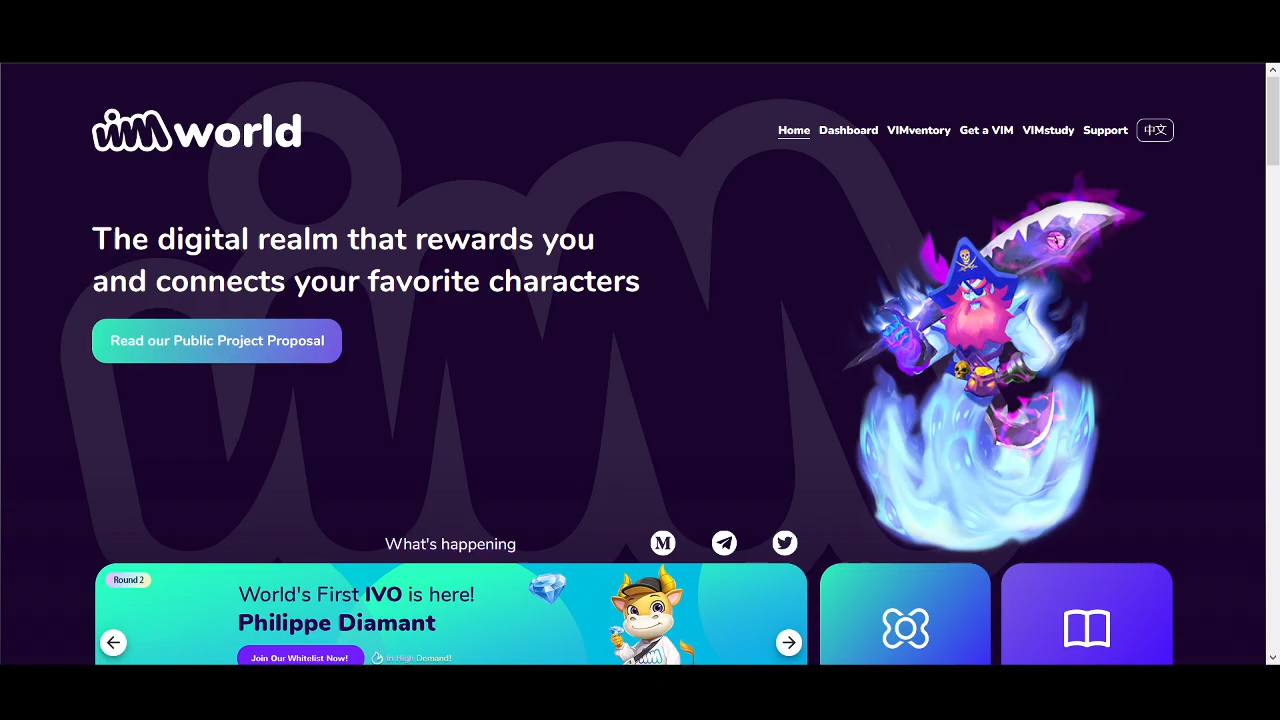 vimworld
Home Dashboard VIMventory Get a VIM VIMstudy Support 中文
The digital realm that rewards you
and connects your favorite characters
Read our Public Project Proposal
What's happening
M
Round 2
World's First IVO is here!
Philippe Diamant
Join Our Whitelist Now! In High Demand!